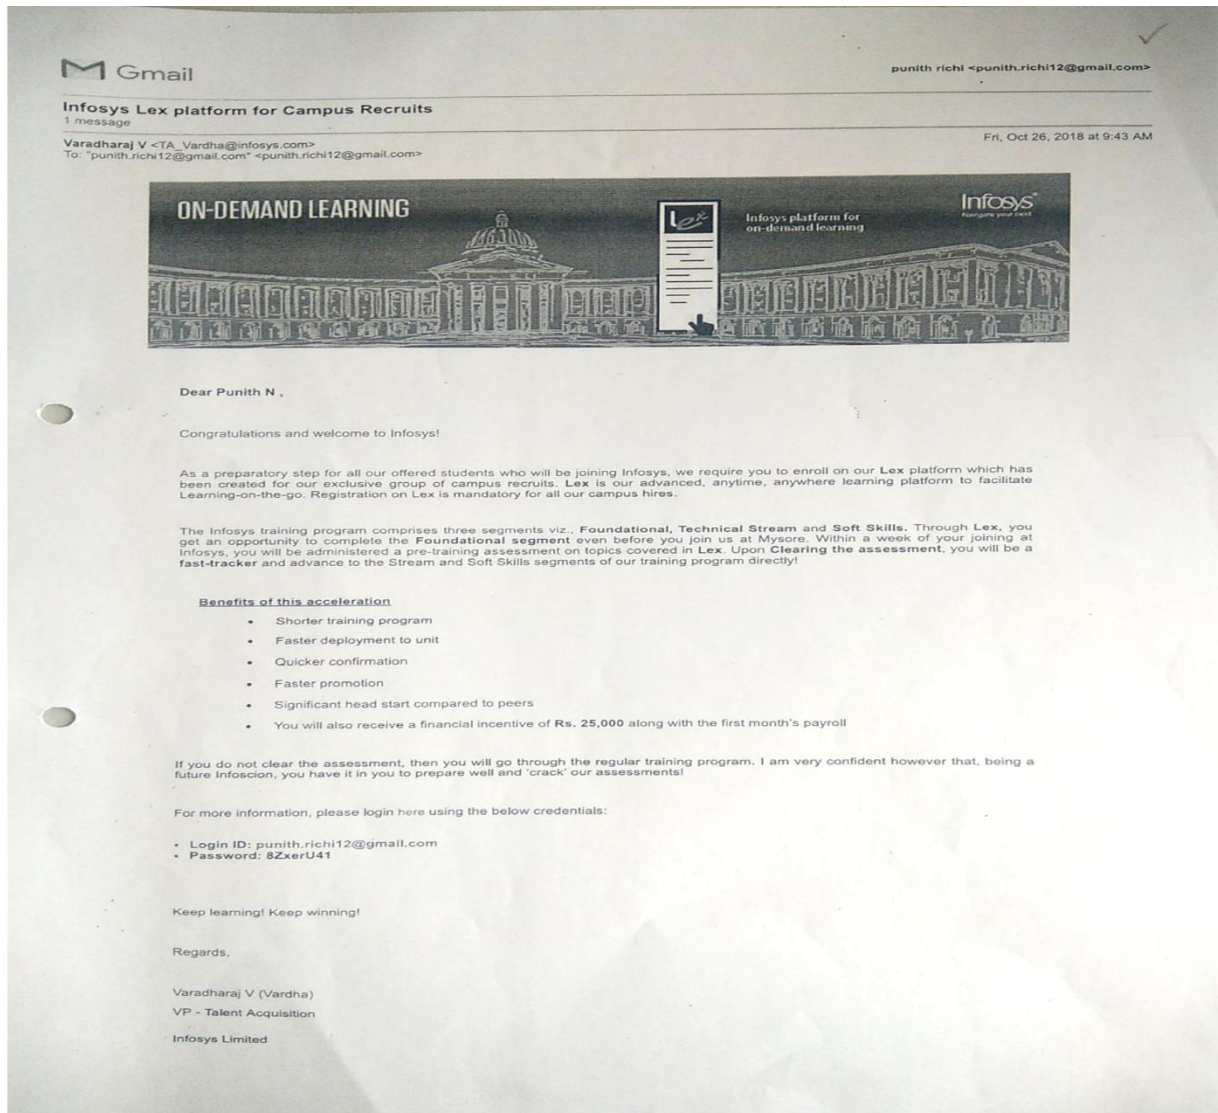 Gmail
punith richi <punith.richi12@gmail.com>
Infosys Lex platform for Campus Recruits
1 message
Varadharaj V <TA_Vardha@infosys.com>
Fri, Oct 26, 2018 at 9:43 AM
To: "punith.richi12@gmail.com" <punith.richi12@gmail.com>
ON-DEMAND LEARNING
Lex
Infosys platform for
on-demand learning
Infosys
Navigate your next
Dear Punith N ,
Congratulations and welcome to Infosys!
As a preparatory step for all our offered students who will be joining Infosys, we require you to enroll on our Lex platform which has
been created for our exclusive group of campus recruits. Lex is our advanced, anytime, anywhere learning platform to facilitate
Learning-on-the-go. Registration on Lex is mandatory for all our campus hires.
The Infosys training program comprises three segments viz., Foundational, Technical Stream and Soft Skills. Through Lex, you
get an opportunity to complete the Foundational segment even before you join us at Mysore. Within a week of your joining at
Infosys, you will be administered a pre-training assessment on topics covered in Lex. Upon Clearing the assessment, you will be a
fast-tracker and advance to the Stream and Soft Skills segments of our training program directly!
Benefits of this acceleration
• Shorter training program
• Faster deployment to unit
• Quicker confirmation
• Faster promotion
• Significant head start compared to peers
• You will also receive a financial incentive of Rs. 25,000 along with the first month's payroll
If you do not clear the assessment, then you will go through the regular training program. I am very confident however that, being a
future Infoscion, you have it in you to prepare well and 'crack' our assessments!
For more information, please login here using the below credentials:
• Login ID: punith.richi12@gmail.com
• Password: 8ZxerU41
Keep learning! Keep winning!
Regards,
Varadharaj V (Vardha)
VP - Talent Acquisition
Infosys Limited